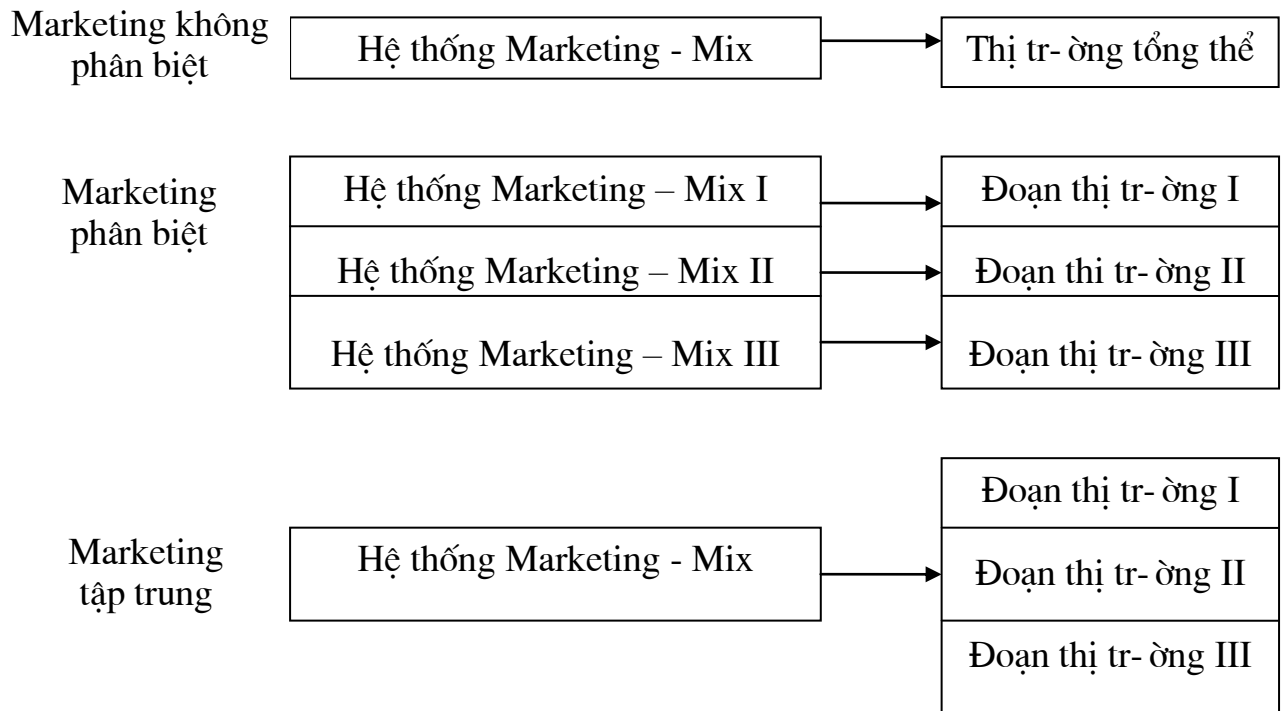 Marketing không
phân biệt
Hệ thống Marketing - Mix
Thị tr- ờng tổng thể
Marketing
phân biệt
Hệ thống Marketing – Mix I
Đoạn thị tr- ờng I
Hệ thống Marketing – Mix II
Đoạn thi tr- ờng II
Hệ thống Marketing – Mix III
Đoạn thị tr- ờng III
Marketing
tập trung
Hệ thống Marketing - Mix
Đoạn thị tr- ờng I
Đoạn thị tr- ờng II
Đoạn thị tr- ờng III